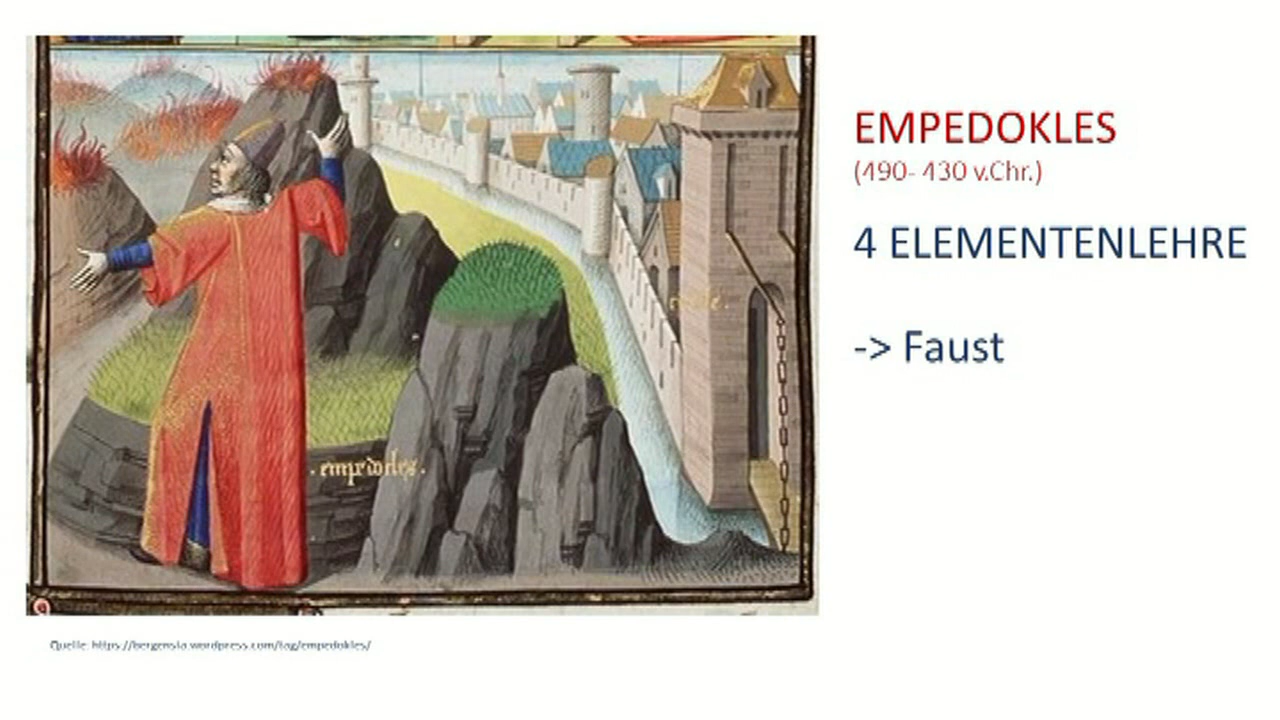 EMPEDOKLES
(490- 430 v.Chr.)
4 ELEMENTENLEHRE
-> Faust
. empedocles .
Quelle: https://bergensia.wordpress.com/tag/empedokles/